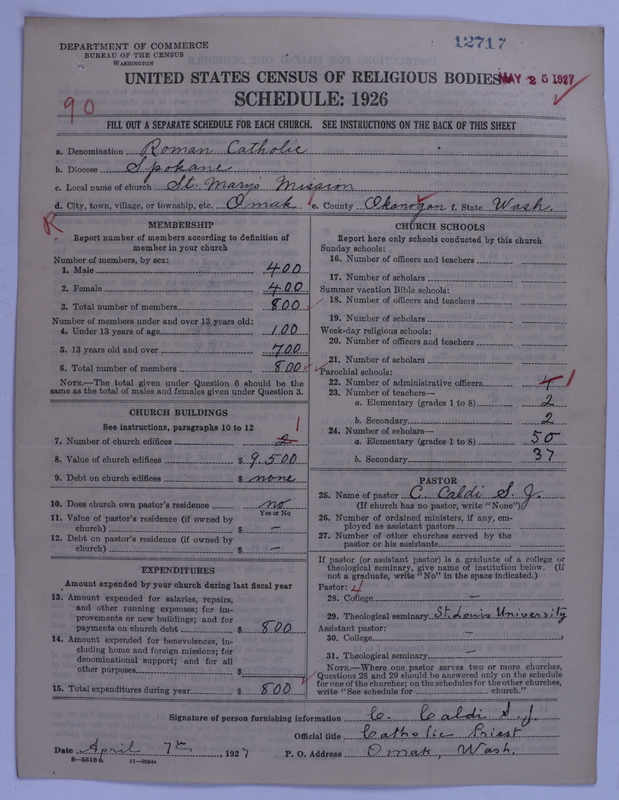 DEPARTMENT OF COMMERCE
BUREAU OF THE CENSUS
WASHINGTON
12717
UNITED STATES CENSUS OF RELIGIOUS BODIES
MAY 25 1927
SCHEDULE: 1926
90
FILL OUT A SEPARATE SCHEDULE FOR EACH CHURCH. SEE INSTRUCTIONS ON THE BACK OF THIS SHEET
a. Denomination Roman Catholic
b. Diocese Spokane
c. Local name of church St. Mary's Mission
d. City, town, village, or township, etc. Omak e. County Okanogan f. State Wash.
R
MEMBERSHIP
Report number of members according to definition of member in your church
Number of members, by sex:
1. Male 400
2. Female 400
3. Total number of members 800
Number of members under and over 13 years old:
4. Under 13 years of age 100
5. 13 years old and over 700
6. Total number of members 800
NOTE.—The total given under Question 6 should be the same as the total of males and females given under Question 3.
CHURCH BUILDINGS
See instructions, paragraphs 10 to 12
7. Number of church edifices 2 1
8. Value of church edifices $ 9,500
9. Debt on church edifices $ none
10. Does church own pastor's residence no
Yes or No
11. Value of pastor's residence (if owned by church) $ —
12. Debt on pastor's residence (if owned by church) $ —
EXPENDITURES
Amount expended by your church during last fiscal year
13. Amount expended for salaries, repairs, and other running expenses; for improvements or new buildings; and for payments on church debt $ 800
14. Amount expended for benevolences, including home and foreign missions; for denominational support; and for all other purposes $
15. Total expenditures during year $ 800
CHURCH SCHOOLS
Report here only schools conducted by this church
Sunday schools:
16. Number of officers and teachers
17. Number of scholars
Summer vacation Bible schools:
18. Number of officers and teachers
19. Number of scholars
Week-day religious schools:
20. Number of officers and teachers
21. Number of scholars
Parochial schools:
22. Number of administrative officers 4 1
23. Number of teachers—
a. Elementary (grades 1 to 8) 2
b. Secondary 2
24. Number of scholars—
a. Elementary (grades 1 to 8) 50
b. Secondary 37
PASTOR
25. Name of pastor C. Caldi S. J.
(If church has no pastor, write "None")
26. Number of ordained ministers, if any, employed as assistant pastors
27. Number of other churches served by the pastor or his assistants
If pastor (or assistant pastor) is a graduate of a college or theological seminary, give name of institution below. (If not a graduate, write "No" in the space indicated.)
Pastor: 4
28. College —
29. Theological seminary St. Louis University
Assistant pastor:
30. College —
31. Theological seminary —
NOTE.—Where one pastor serves two or more churches, Questions 28 and 29 should be answered only on the schedule for one of the churches; on the schedules for the other churches, write "See schedule for church."
Signature of person furnishing information C. Caldi S. J.
Official title Catholic Priest
Date April 7th, 1927 P. O. Address Omak, Wash.
8—5518a 11—9054a